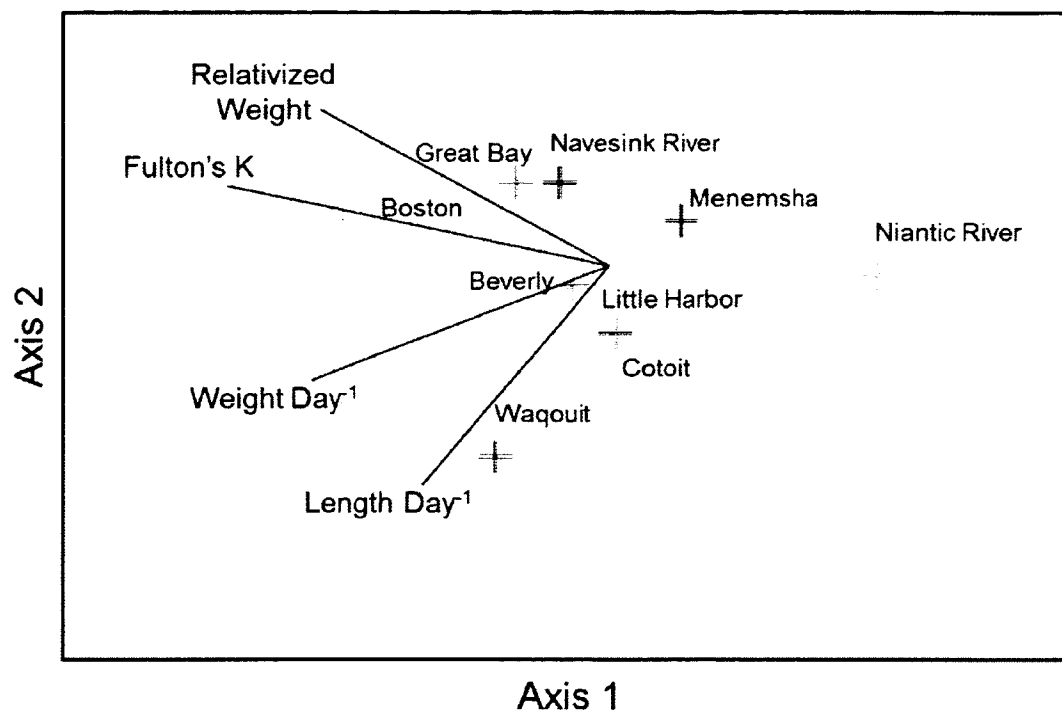 Relativized
Weight
Great Bay
Navesink River
Fulton's K
Boston
Menemsha
Niantic River
Beverly
Little Harbor
Axis 2
Cotoit
Weight Day⁻¹
Waqouit
Length Day⁻¹
Axis 1